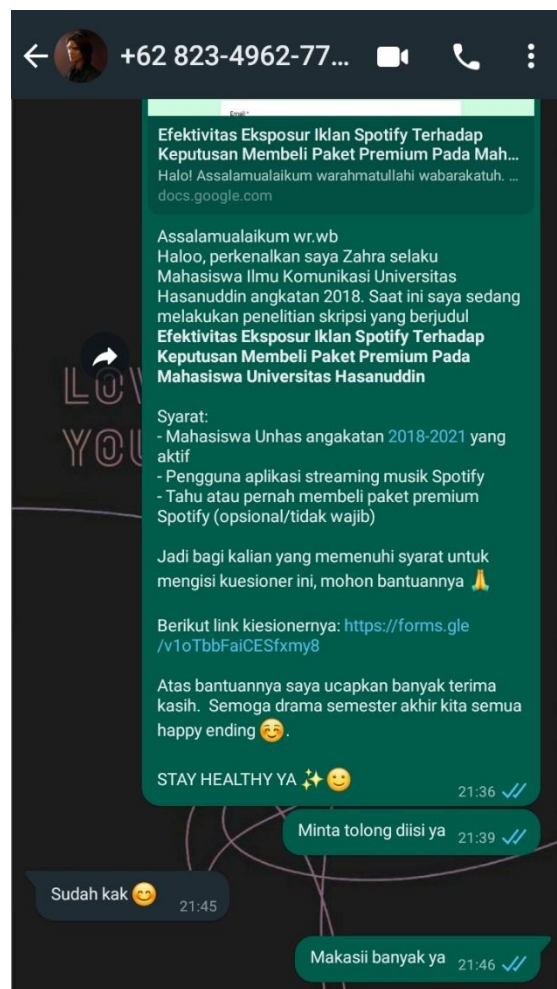 +62 823-4962-77...
Email *
Efektivitas Eksposur Iklan Spotify Terhadap
Keputusan Membeli Paket Premium Pada Mah...
Halo! Assalamualaikum warahmatullahi wabarakatuh. ...
docs.google.com
Assalamualaikum wr.wb
Haloo, perkenalkan saya Zahra selaku
Mahasiswa Ilmu Komunikasi Universitas
Hasanuddin angkatan 2018. Saat ini saya sedang
melakukan penelitian skripsi yang berjudul
Efektivitas Eksposur Iklan Spotify Terhadap
Keputusan Membeli Paket Premium Pada
Mahasiswa Universitas Hasanuddin
Syarat:
- Mahasiswa Unhas angakatan 2018-2021 yang
aktif
- Pengguna aplikasi streaming musik Spotify
- Tahu atau pernah membeli paket premium
Spotify (opsional/tidak wajib)
Jadi bagi kalian yang memenuhi syarat untuk
mengisi kuesioner ini, mohon bantuannya 🙏
Berikut link kiesionernya: https://forms.gle
/v1oTbbFaiCESfxmy8
Atas bantuannya saya ucapkan banyak terima
kasih.  Semoga drama semester akhir kita semua
happy ending ☺️.
STAY HEALTHY YA ✨🙂
21:36
Minta tolong diisi ya 21:39
Sudah kak 😊 21:45
Makasii banyak ya 21:46